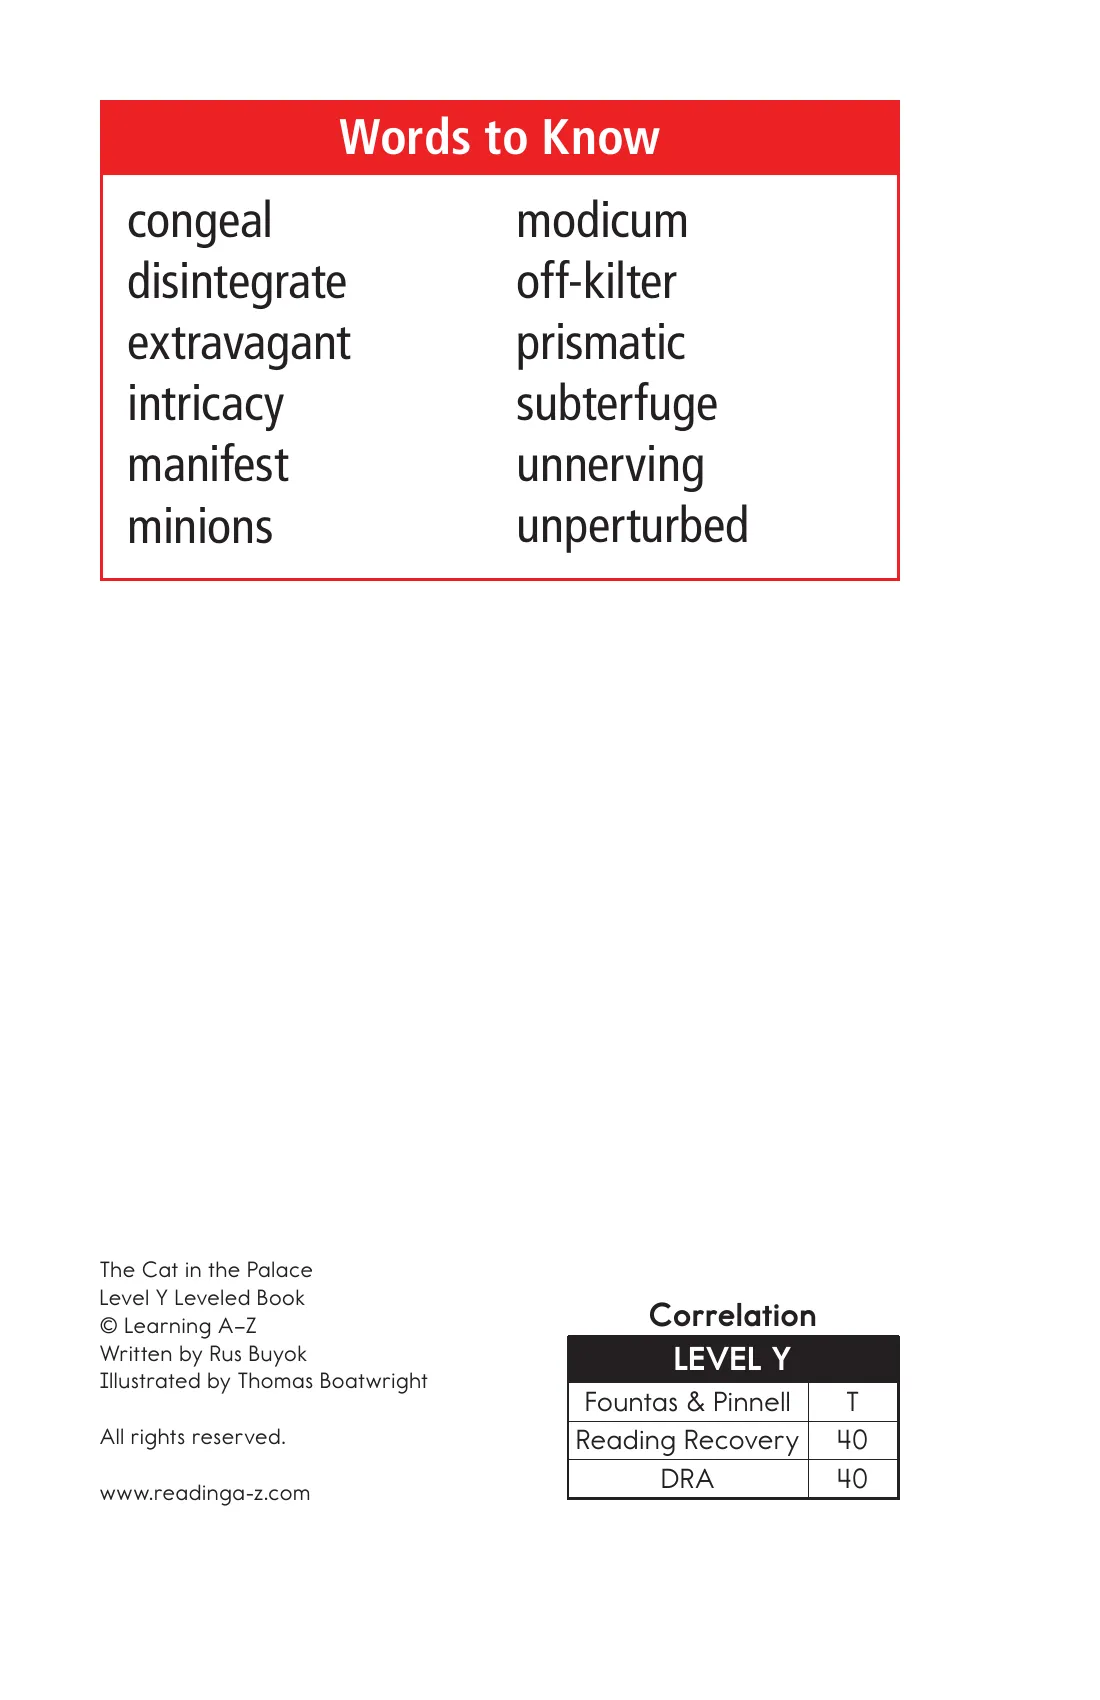 Words to Know
congeal
disintegrate
extravagant
intricacy
manifest
minions
modicum
off-kilter
prismatic
subterfuge
unnerving
unperturbed
The Cat in the Palace
Level Y Leveled Book
© Learning A–Z
Written by Rus Buyok
Illustrated by Thomas Boatwright
All rights reserved.
www.readinga-z.com
Correlation
LEVEL Y
Fountas & Pinnell T
Reading Recovery 40
DRA 40